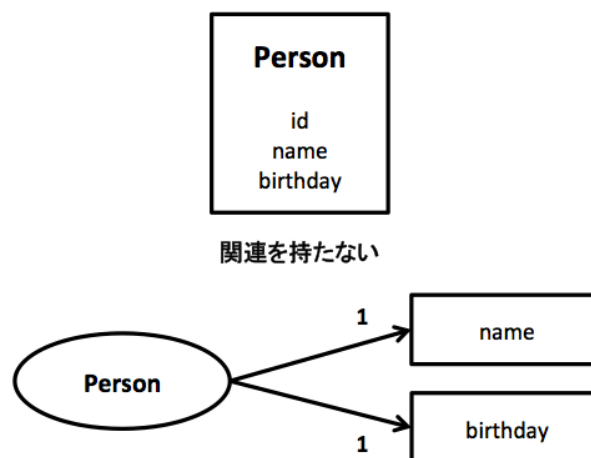 Person
id
name
birthday
関連を持たない
1
name
Person
birthday
1